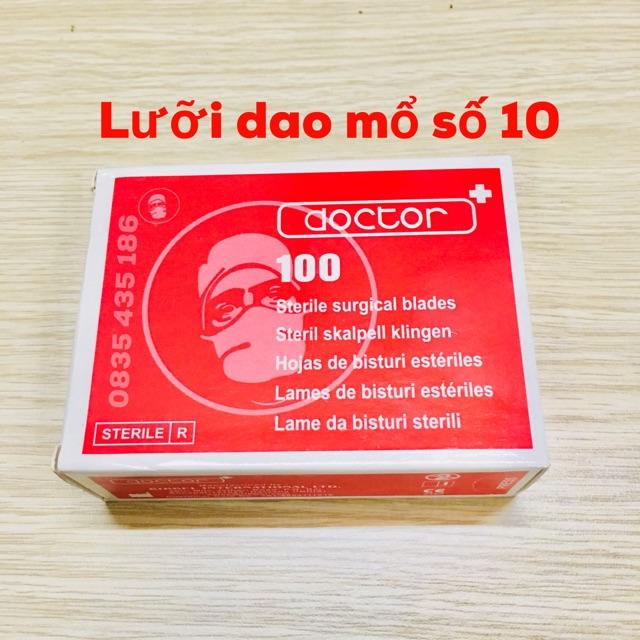 Lưỡi dao mổ số 10
doctor
100
Sterile surgical blades
Steril skalpell klingen
Hojas de bisturi estériles
Lames de bisturi estériles
Lame da bisturi sterili
STERILE R
0835 435 186
doctor